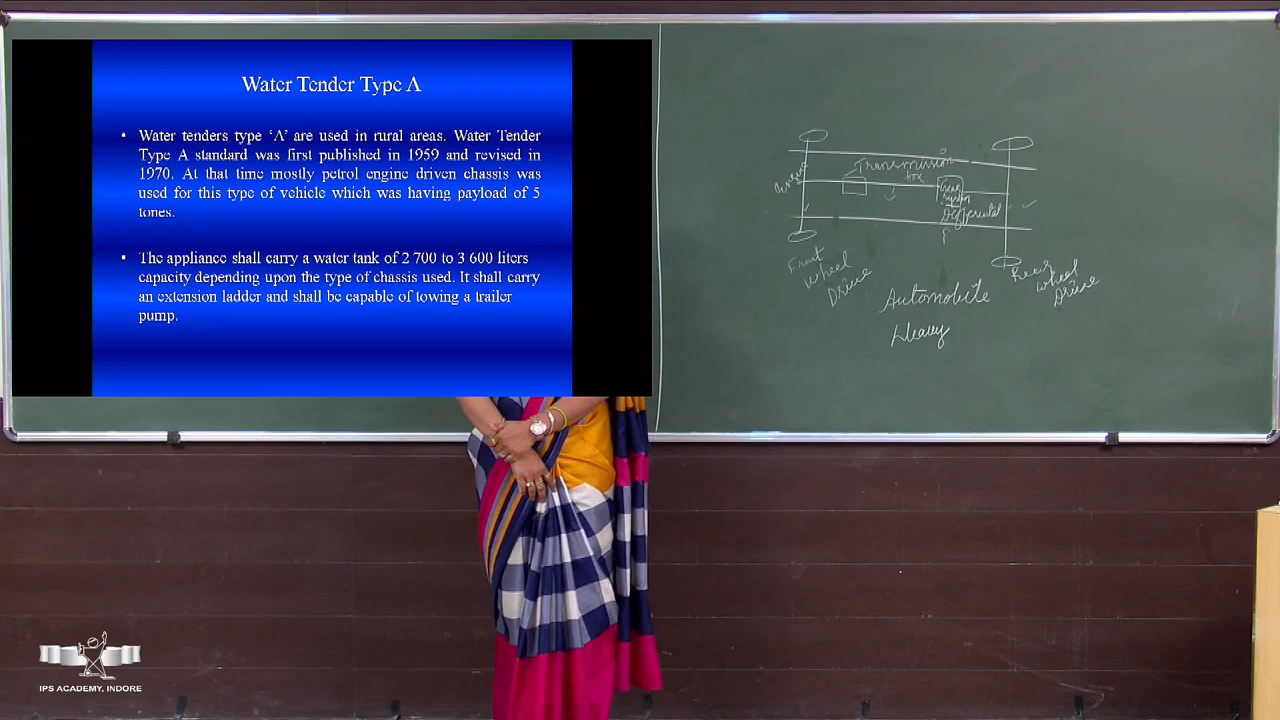 Water Tender Type A
• Water tenders type ‘A’ are used in rural areas. Water Tender
Type A standard was first published in 1959 and revised in
1970. At that time mostly petrol engine driven chassis was
used for this type of vehicle which was having payload of 5
tones.
• The appliance shall carry a water tank of 2 700 to 3 600 liters
capacity depending upon the type of chassis used. It shall carry
an extension ladder and shall be capable of towing a trailer
pump.
Transmission
box
Differential
Front
Wheel
Drive
Rear
Wheel
Drive
Automobile
Heavy
IPS ACADEMY, INDORE